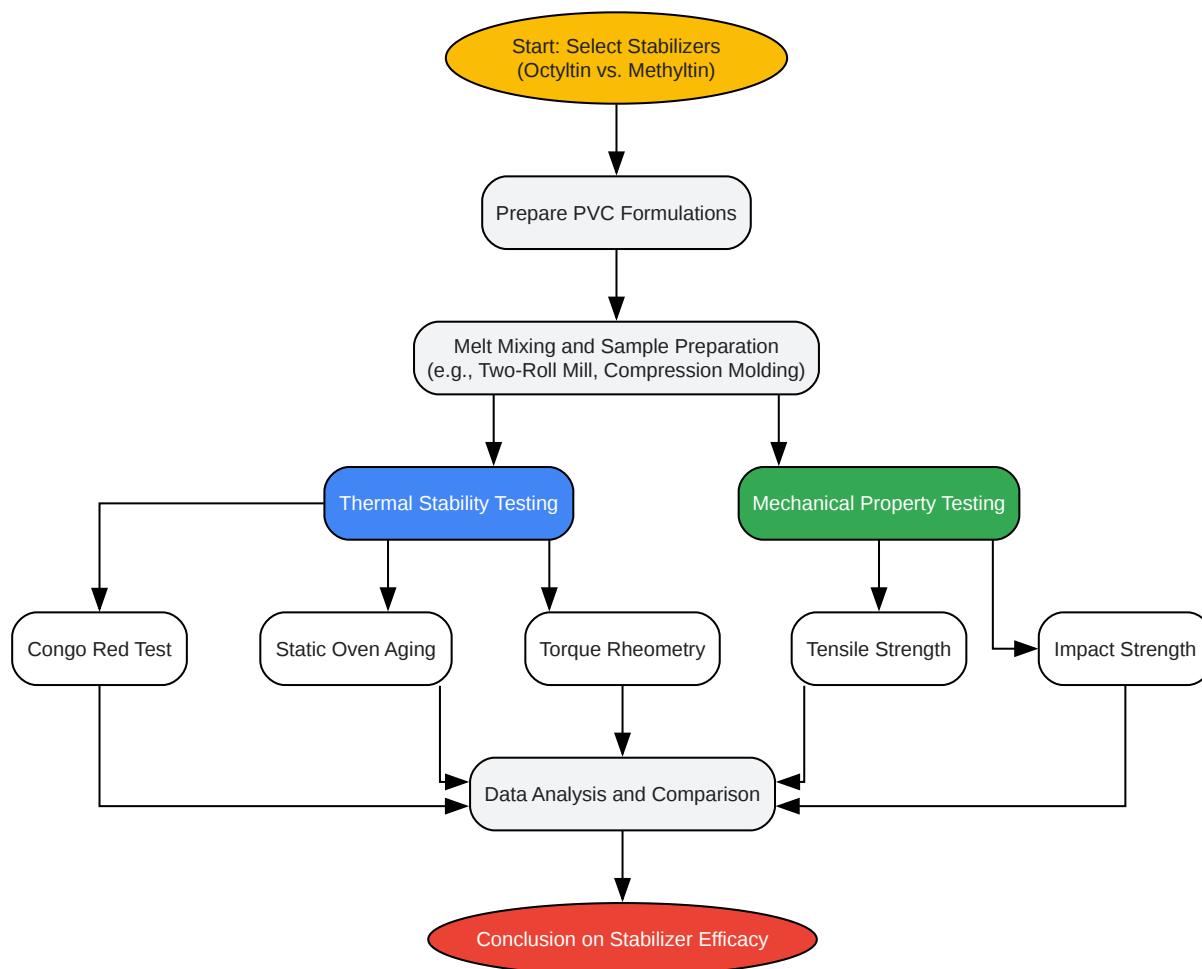 Start: Select Stabilizers
(Octyltin vs. Methyltin)
Prepare PVC Formulations
Melt Mixing and Sample Preparation
(e.g., Two-Roll Mill, Compression Molding)
Thermal Stability Testing
Mechanical Property Testing
Congo Red Test
Static Oven Aging
Torque Rheometry
Tensile Strength
Impact Strength
Data Analysis and Comparison
Conclusion on Stabilizer Efficacy